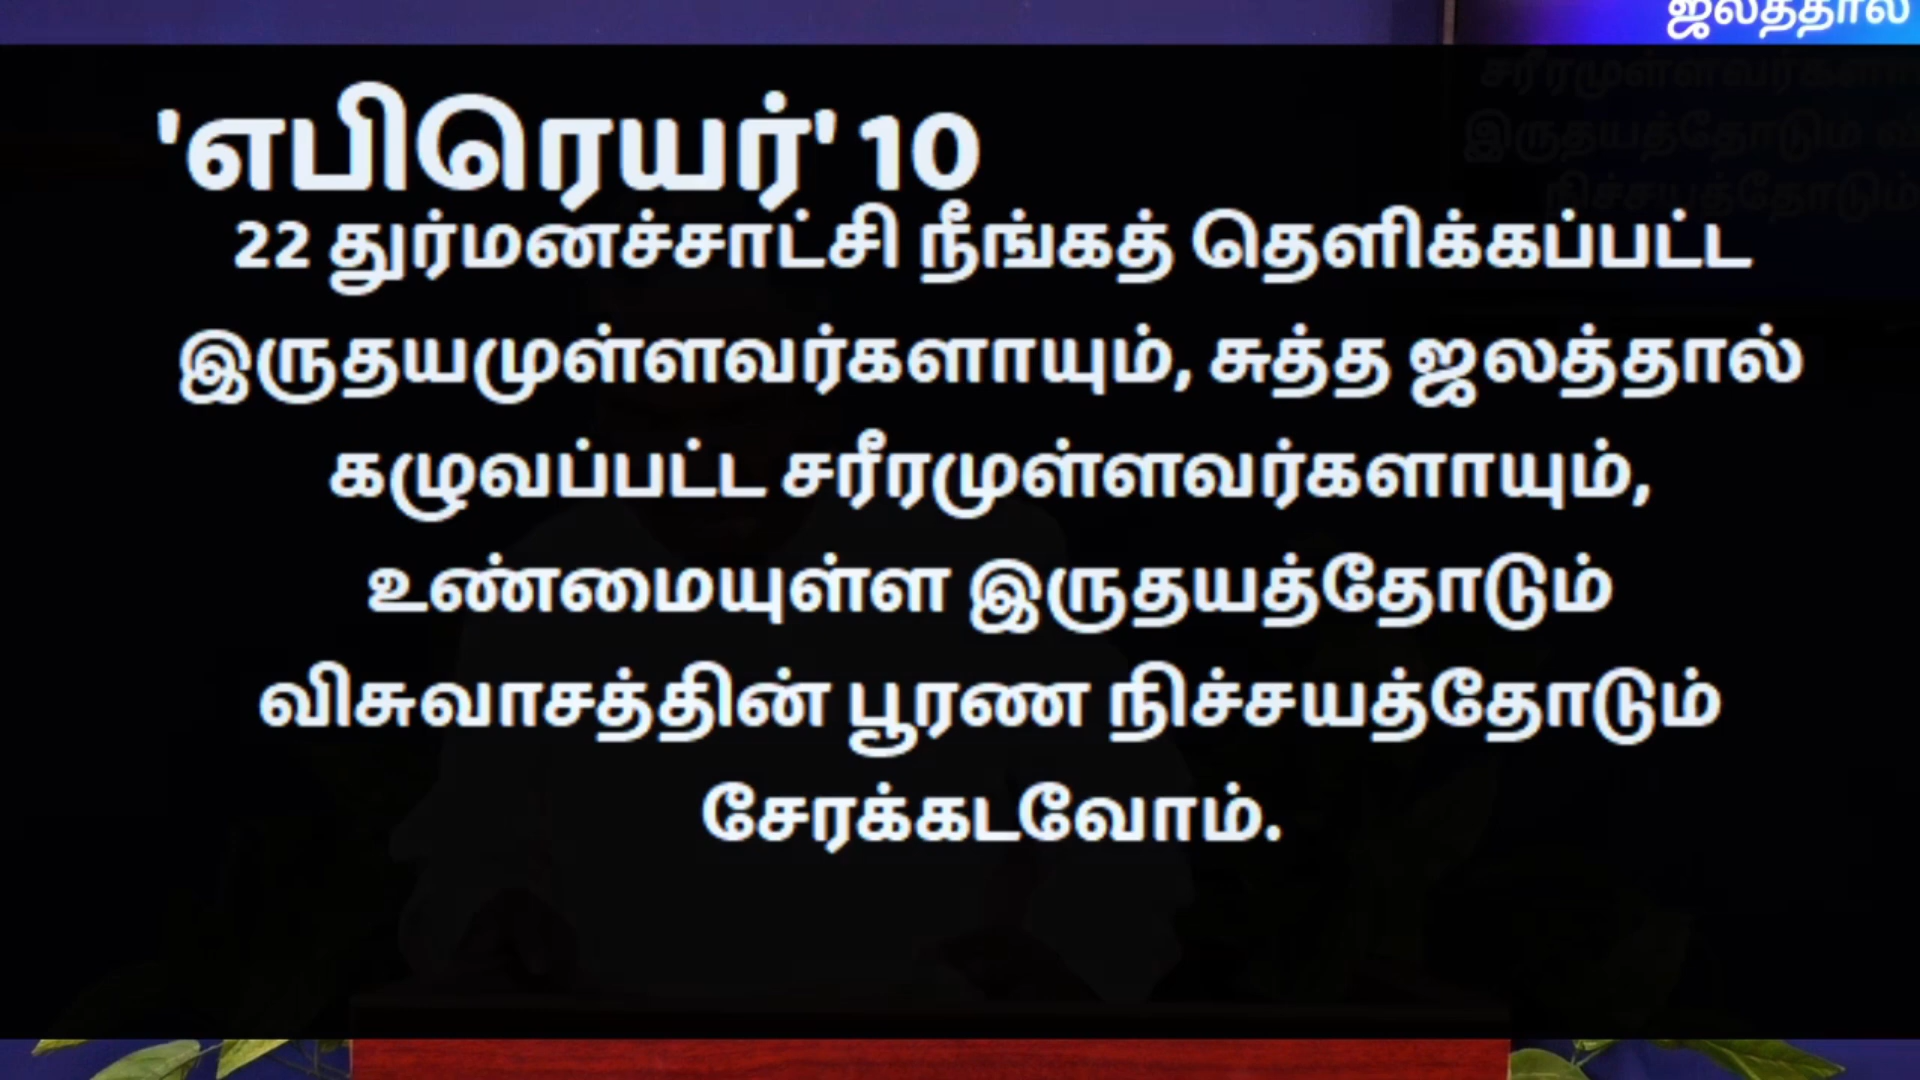 ஜலத்தால்
'எபிரெயர்' 10
22 துர்மனச்சாட்சி நீங்கத் தெளிக்கப்பட்ட
இருதயமுள்ளவர்களாயும், சுத்த ஜலத்தால்
கழுவப்பட்ட சரீரமுள்ளவர்களாயும்,
உண்மையுள்ள இருதயத்தோடும்
விசுவாசத்தின் பூரண நிச்சயத்தோடும்
சேரக்கடவோம்.